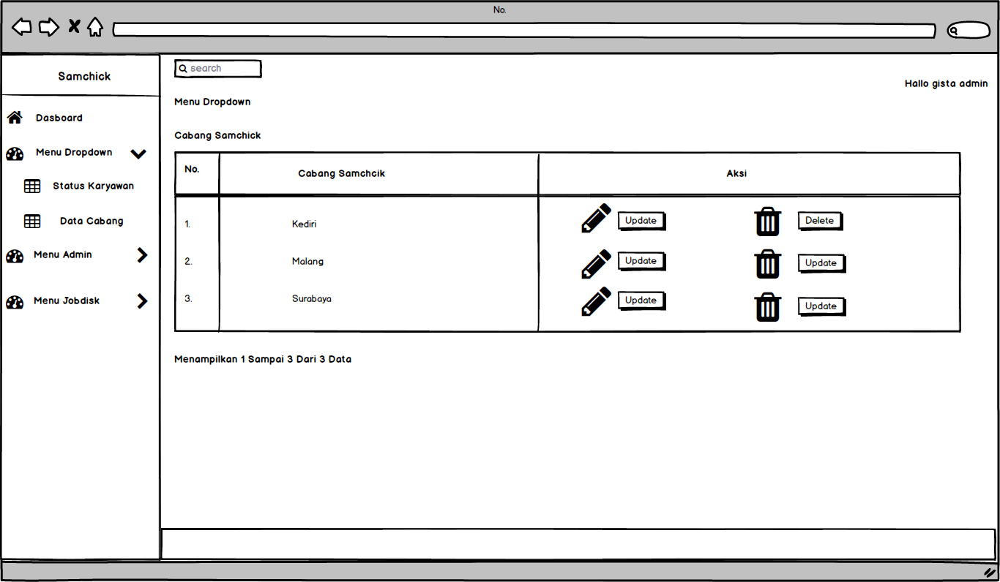 No.
Samchick
search
Hallo gista admin
Dasboard
Menu Dropdown
Status Karyawan
Data Cabang
Menu Admin
Menu Jobdisk
Menu Dropdown
Cabang Samchick
No. Cabang Samchcik Aksi
1. Kediri Update Delete
2. Malang Update Update
3. Surabaya Update Update
Menampilkan 1 Sampai 3 Dari 3 Data